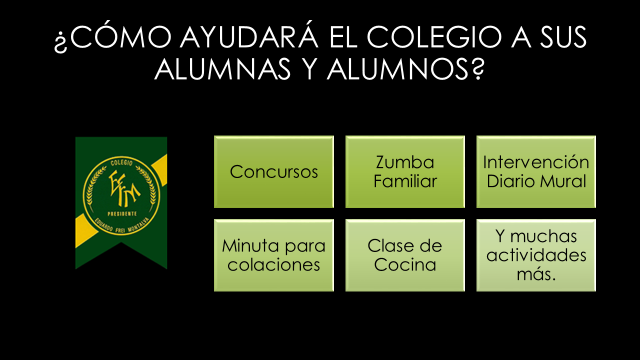 ¿CÓMO AYUDARÁ EL COLEGIO A SUS
ALUMNAS Y ALUMNOS?
COLEGIO
EFM
PRESIDENTE
EDUARDO FREI MONTALVA
Concursos
Zumba
Familiar
Intervención
Diario Mural
Minuta para
colaciones
Clase de
Cocina
Y muchas
actividades
más.